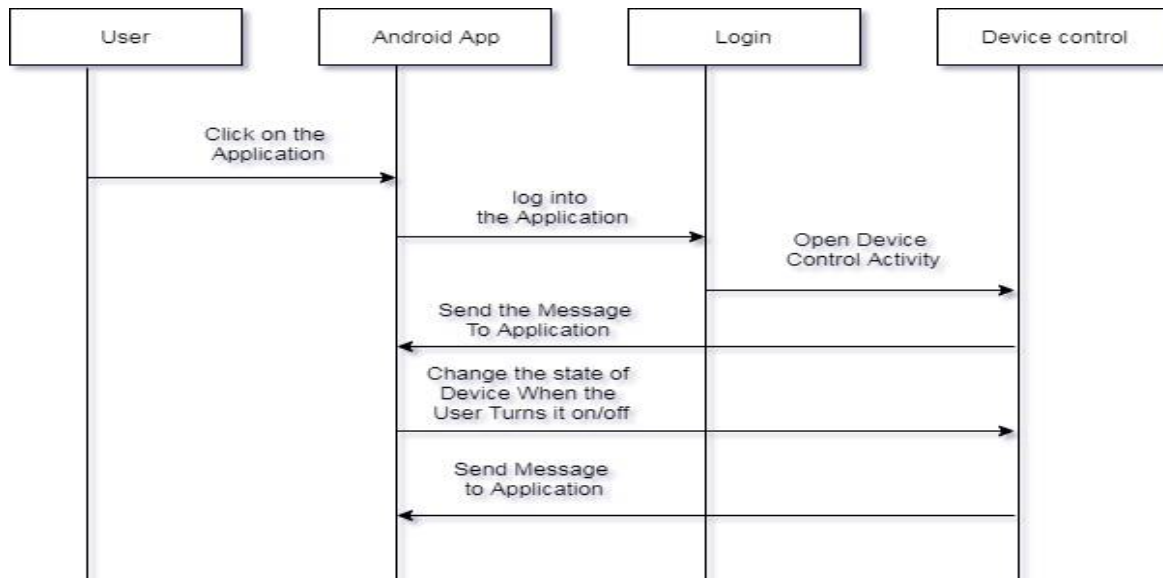 User
Android App
Login
Device control
Click on the
Application
log into
the Application
Open Device
Control Activity
Send the Message
To Application
Change the state of
Device When the
User Turns it on/off
Send Message
to Application